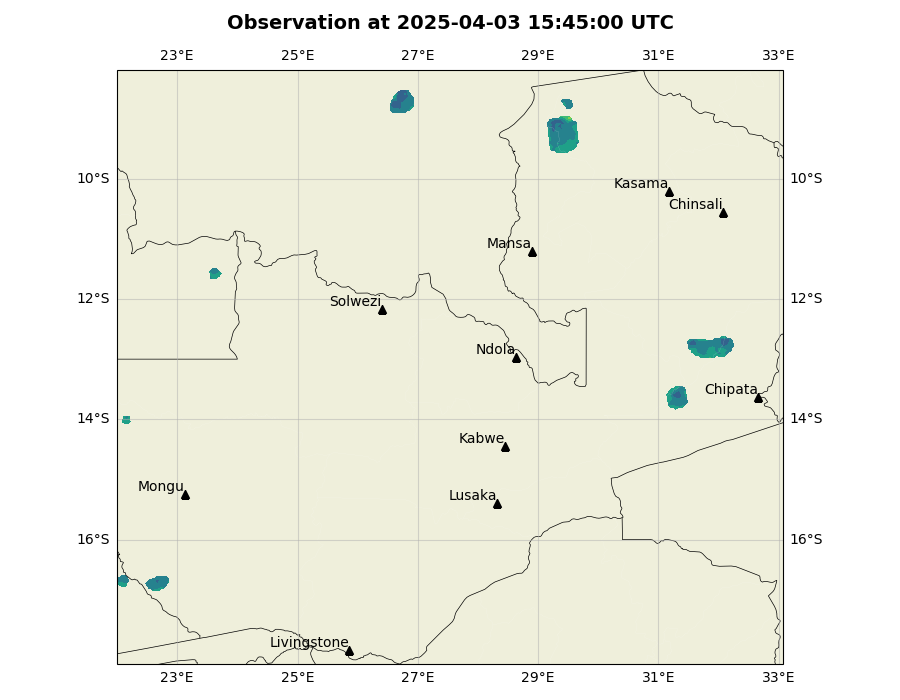 Observation at 2025-04-03 15:45:00 UTC
23°E 25°E 27°E 29°E 31°E 33°E
10°S 10°S
Kasama
Chinsali
Mansa
12°S 12°S
Solwezi
Ndola
Chipata
14°S 14°S
Kabwe
Mongu
Lusaka
16°S 16°S
Livingstone
23°E 25°E 27°E 29°E 31°E 33°E